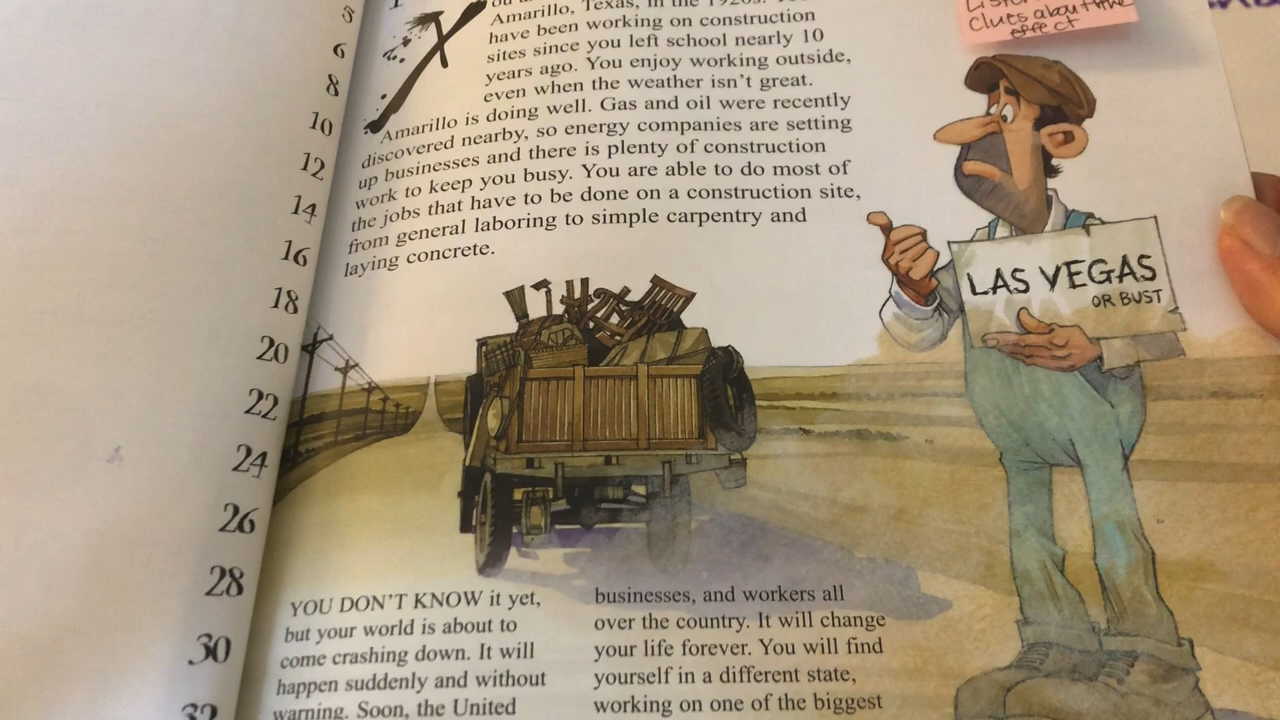 5
6
8
10
12
14
16
18
20
22
24
26
28
30
32
Amarillo, Texas, in the 1920s.
have been working on construction
sites since you left school nearly 10
years ago. You enjoy working outside,
even when the weather isn't great.
Amarillo is doing well. Gas and oil were recently
discovered nearby, so energy companies are setting
up businesses and there is plenty of construction
work to keep you busy. You are able to do most of
the jobs that have to be done on a construction site,
from general laboring to simple carpentry and
laying concrete.
Clues about the
effect
LAS VEGAS
OR BUST
YOU DON'T KNOW it yet,
but your world is about to
come crashing down. It will
happen suddenly and without
warning. Soon, the United
businesses, and workers all
over the country. It will change
your life forever. You will find
yourself in a different state,
working on one of the biggest